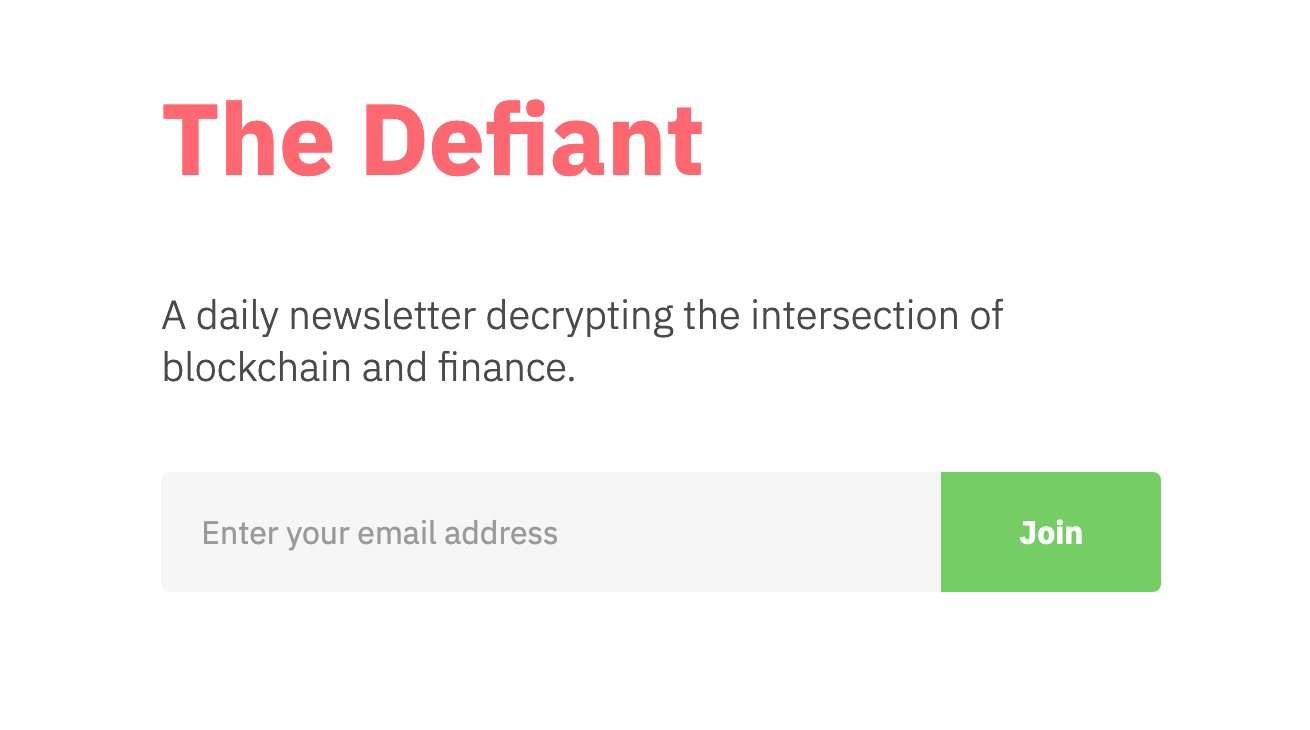 The Defiant
A daily newsletter decrypting the intersection of
blockchain and finance.
Enter your email address
Join